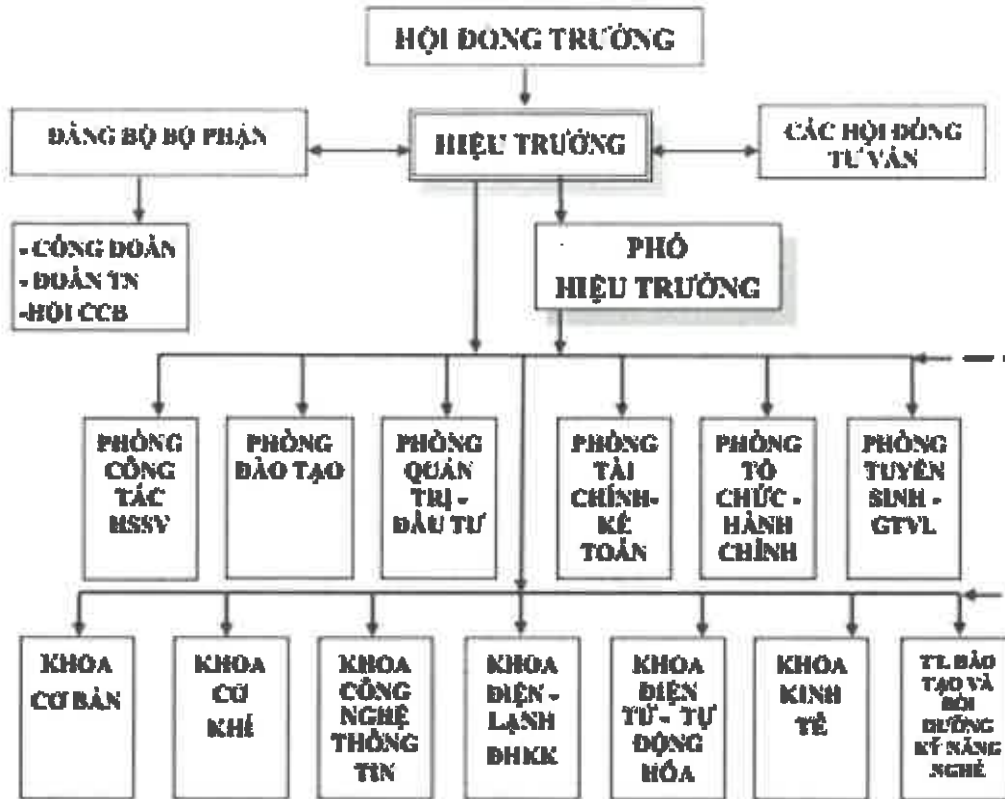 HỘI ĐỒNG TRƯỜNG
ĐẢNG BỘ BỘ PHẬN
HIỆU TRƯỞNG
CÁC HỘI ĐỒNG
TƯ VẤN
- CÔNG ĐOÀN
- ĐOÀN TN
-HỘI CCB
PHÓ
HIỆU TRƯỞNG
PHÒNG
CÔNG
TÁC
HSSV
PHÒNG
ĐÀO TẠO
PHÒNG
QUẢN
TRỊ -
ĐẦU TƯ
PHÒNG
TÀI
CHÍNH-
KẾ
TOÁN
PHÒNG
TỔ
CHỨC -
HÀNH
CHÍNH
PHÒNG
TUYỂN
SINH -
GTVL
KHOA
CƠ BẢN
KHOA
CƠ
KHÍ
KHOA
CÔNG
NGHỆ
THÔNG
TIN
KHOA
ĐIỆN -
LẠNH
ĐHKK
KHOA
ĐIỆN
TỬ - TỰ
ĐỘNG
HÓA
KHOA
KINH
TẾ
TT. ĐÀO
TẠO VÀ
BỒI
DƯỠNG
KỸ NĂNG
NGHỀ